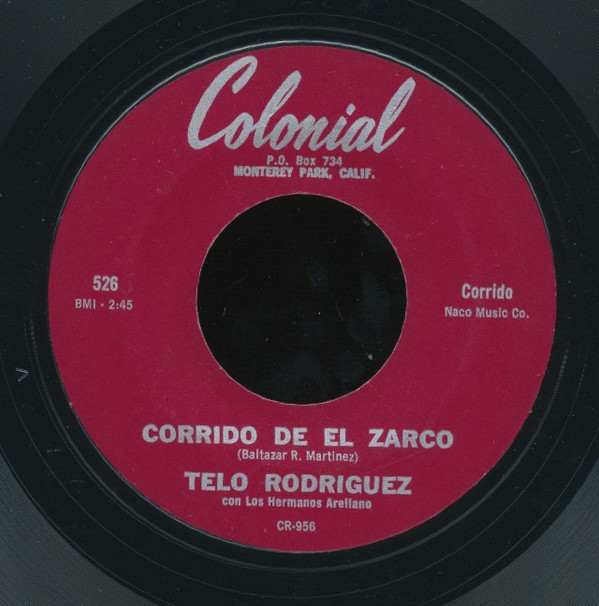 Colonial
P.O. Box 734
MONTEREY PARK, CALIF.
526
BMI - 2:45
Corrido
Naco Music Co.
CORRIDO DE EL ZARCO
(Baltazar R. Martinez)
TELO RODRIGUEZ
con Los Hermanos Arellano
CR-956